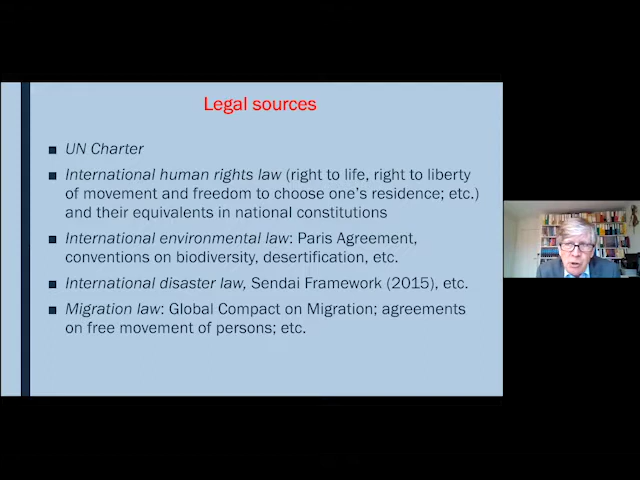 Legal sources
■ UN Charter
■ International human rights law (right to life, right to liberty
of movement and freedom to choose one's residence; etc.)
and their equivalents in national constitutions
■ International environmental law: Paris Agreement,
conventions on biodiversity, desertification, etc.
■ International disaster law, Sendai Framework (2015), etc.
■ Migration law: Global Compact on Migration; agreements
on free movement of persons; etc.